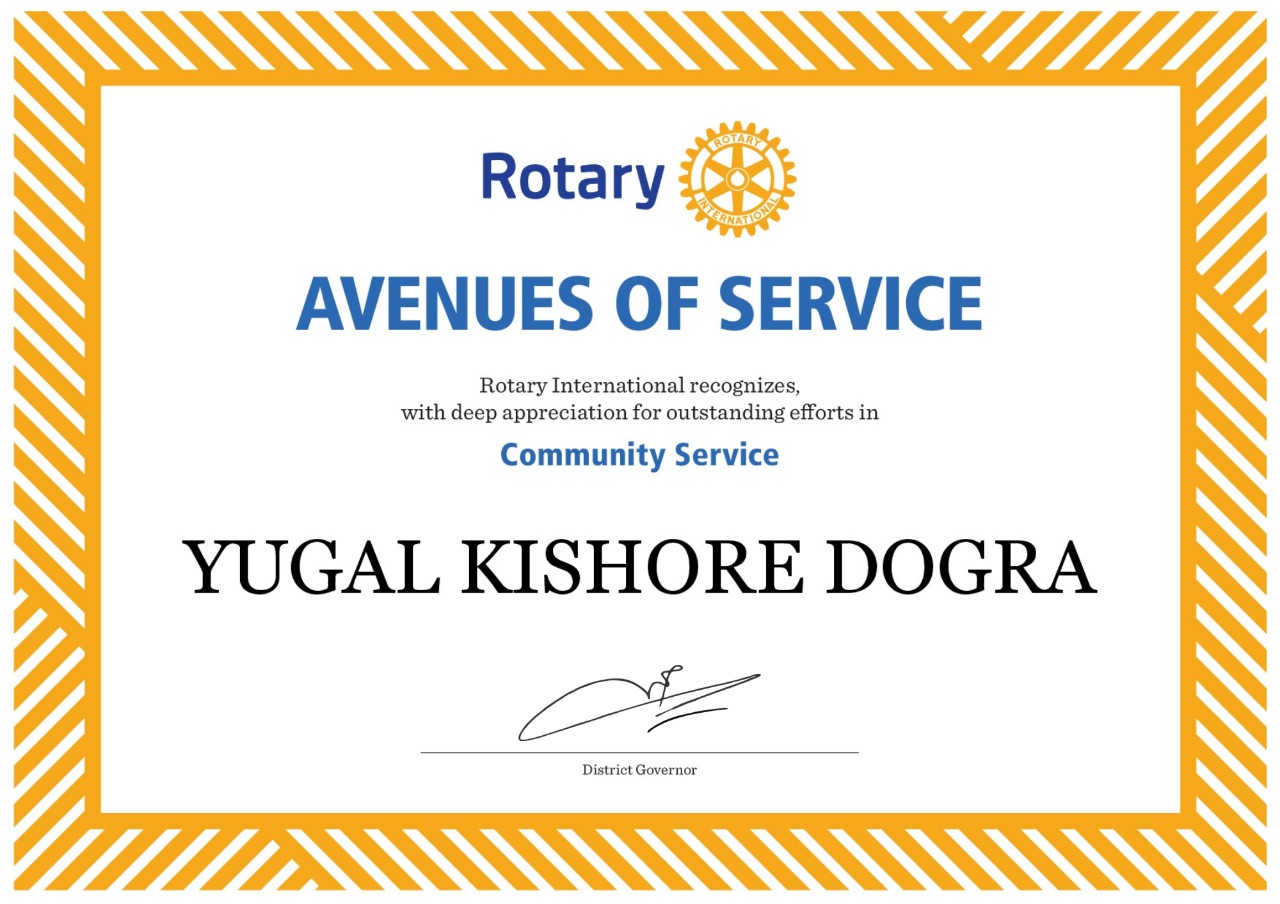 Rotary
ROTARY
INTERNATIONAL
AVENUES OF SERVICE
Rotary International recognizes,
with deep appreciation for outstanding efforts in
Community Service
YUGAL KISHORE DOGRA
District Governor